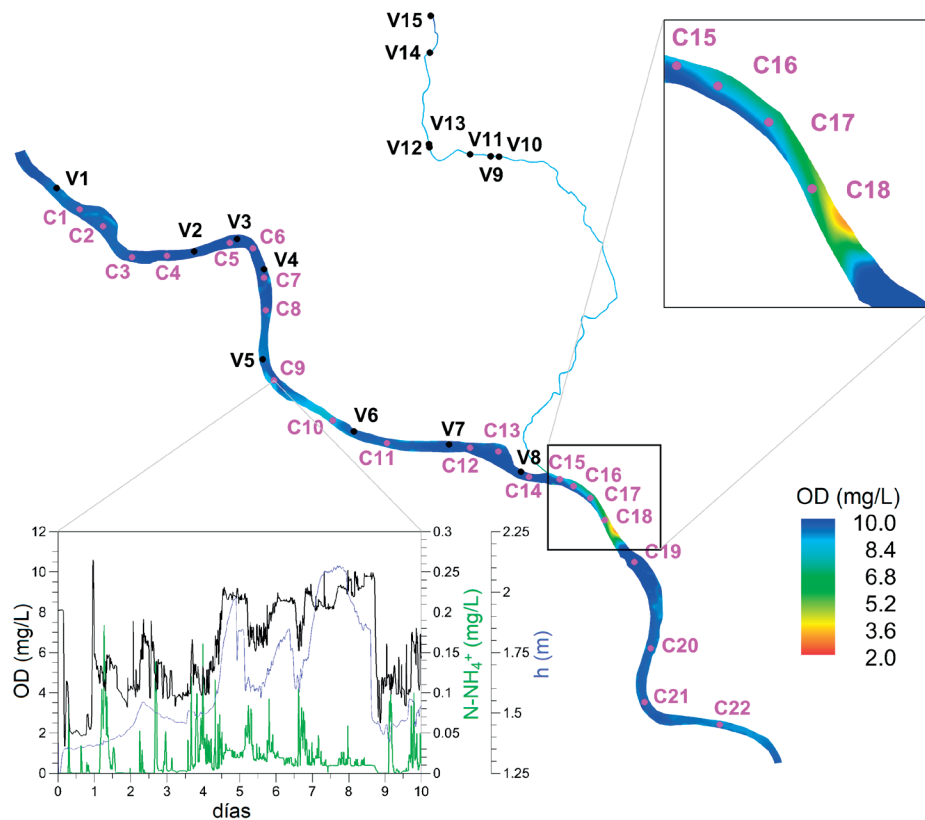 V15
V14
V13
V12
V11
V10
V9
C15
C16
C17
C18
V1
C1
C2
C3
C4
V2
V3
C5
C6
V4
C7
C8
V5
C9
C10
V6
C11
V7
C12
C13
V8
C14
C15
C16
C17
C18
C19
C20
C21
C22
OD (mg/L)
10.0
8.4
6.8
5.2
3.6
2.0
12
10
8
6
4
2
0
OD (mg/L)
0.3
0.25
0.2
0.15
0.1
0.05
0
N-NH₄⁺ (mg/L)
2.25
2
1.75
1.5
1.25
h (m)
0 1 2 3 4 5 6 7 8 9 10
días